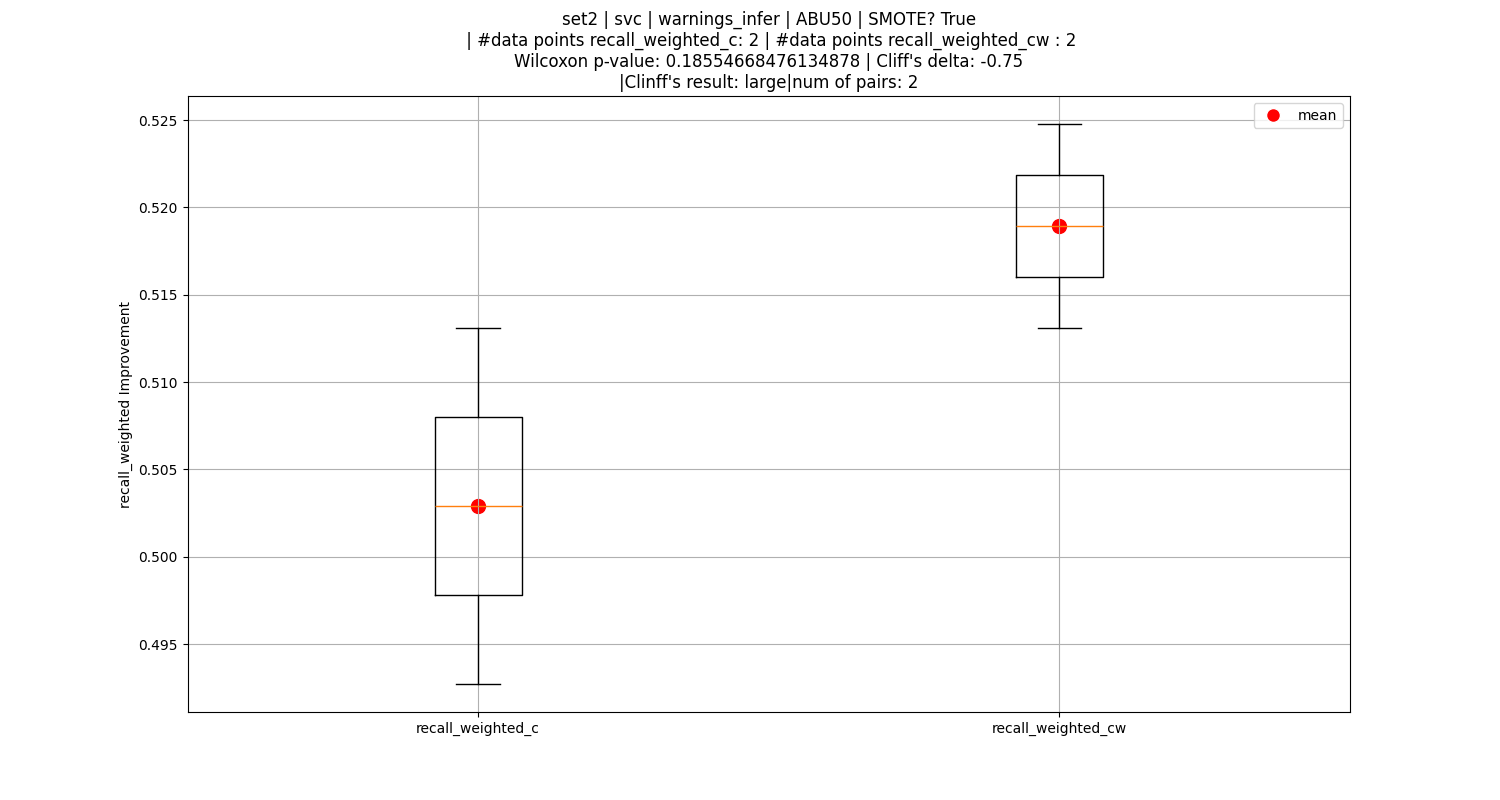 set2 | svc | warnings_infer | ABU50 | SMOTE? True
| #data points recall_weighted_c: 2 | #data points recall_weighted_cw : 2
Wilcoxon p-value: 0.18554668476134878 | Cliff's delta: -0.75
|Clinff's result: large|num of pairs: 2
mean
0.525
0.520
0.515
0.510
0.505
0.500
0.495
recall_weighted Improvement
recall_weighted_c
recall_weighted_cw